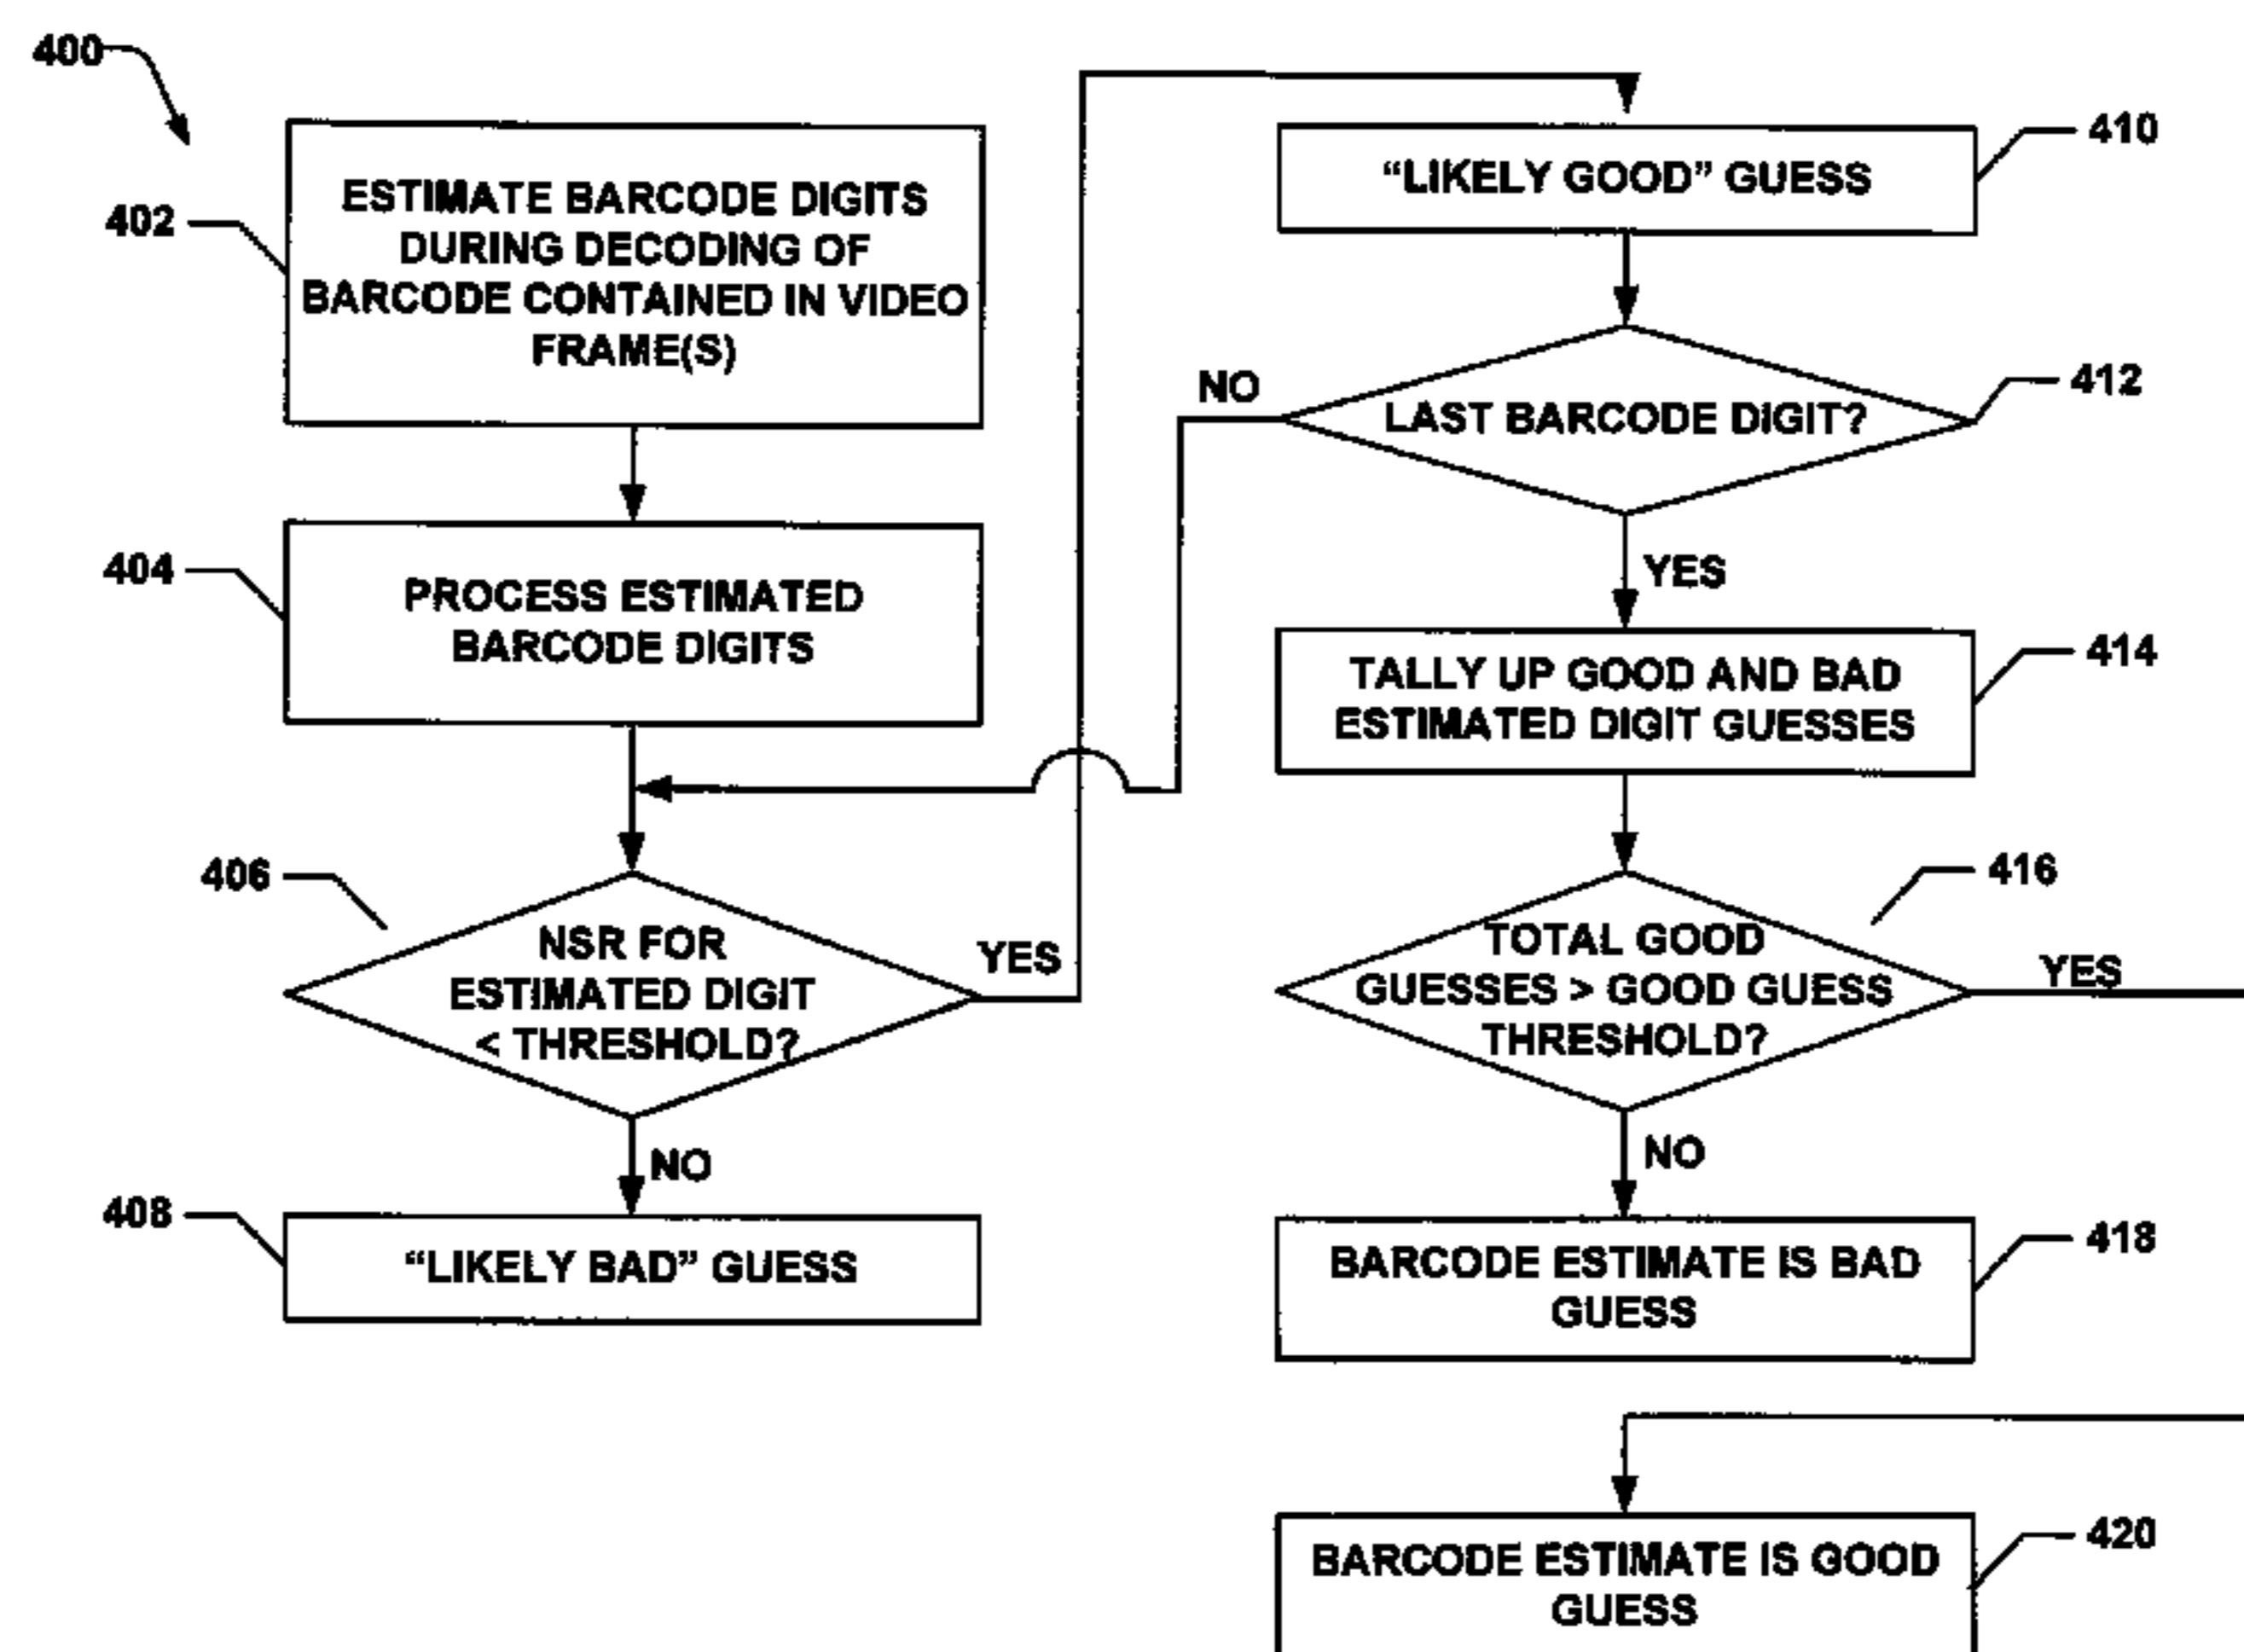 400
402
ESTIMATE BARCODE DIGITS
DURING DECODING OF
BARCODE CONTAINED IN VIDEO
FRAME(S)
404
PROCESS ESTIMATED
BARCODE DIGITS
406
NSR FOR
ESTIMATED DIGIT
< THRESHOLD?
YES
NO
408
“LIKELY BAD” GUESS
“LIKELY GOOD” GUESS
410
NO
LAST BARCODE DIGIT?
412
YES
TALLY UP GOOD AND BAD
ESTIMATED DIGIT GUESSES
414
TOTAL GOOD
GUESSES > GOOD GUESS
THRESHOLD?
416
YES
NO
BARCODE ESTIMATE IS BAD
GUESS
418
BARCODE ESTIMATE IS GOOD
GUESS
420